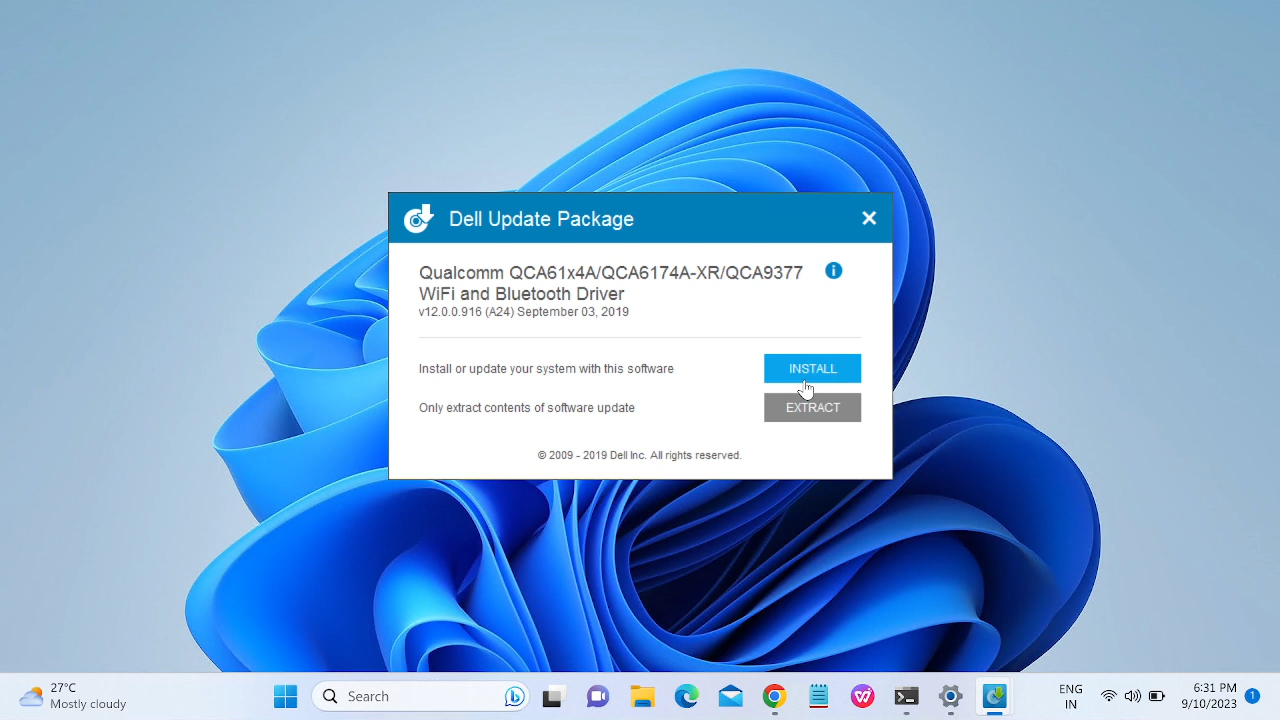 Dell Update Package
Qualcomm QCA61x4A/QCA6174A-XR/QCA9377
WiFi and Bluetooth Driver
v12.0.0.916 (A24) September 03, 2019
Install or update your system with this software
INSTALL
Only extract contents of software update
EXTRACT
© 2009 - 2019 Dell Inc. All rights reserved.
27°C
Mostly cloudy
Search
ENG
IN
6:31 PM
9/10/2023
1